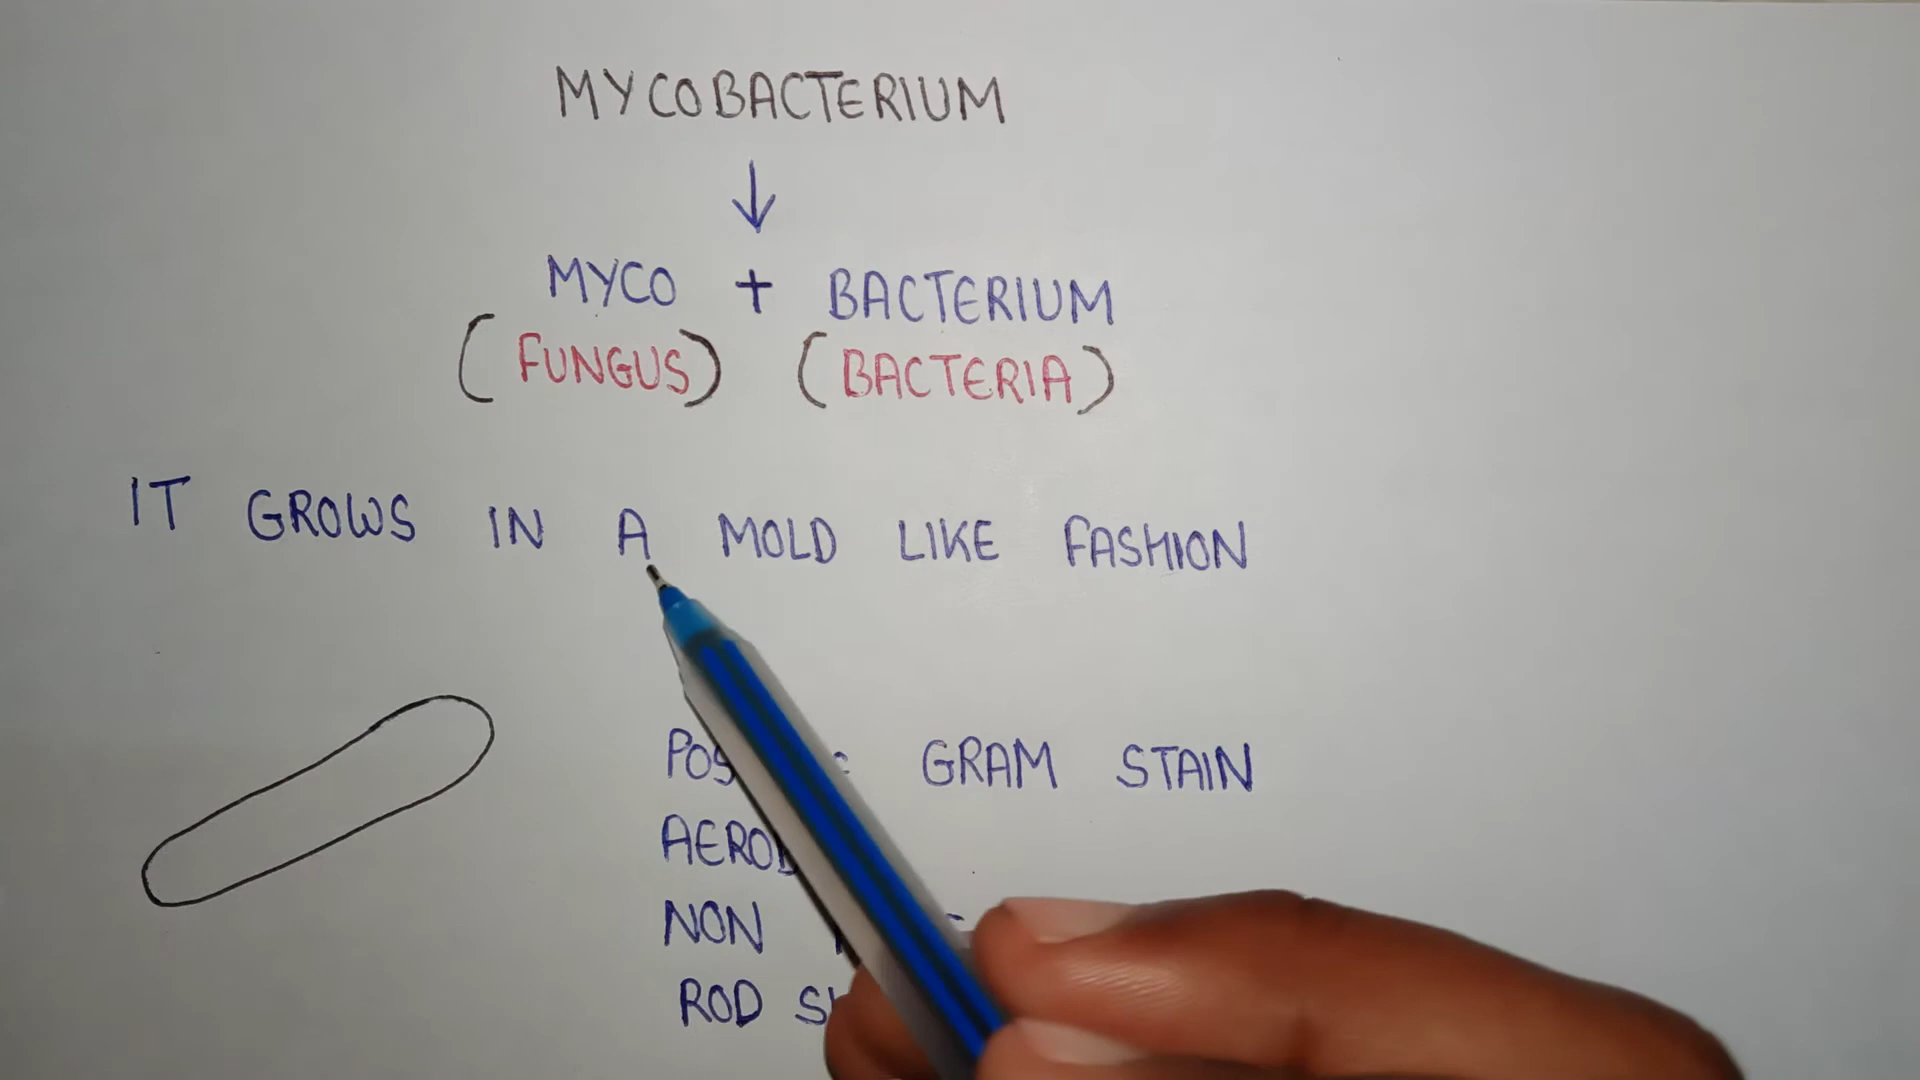 MYCOBACTERIUM
MYCO + BACTERIUM
(FUNGUS) (BACTERIA)
IT GROWS IN A MOLD LIKE FASHION
GRAM STAIN
NON
ROD